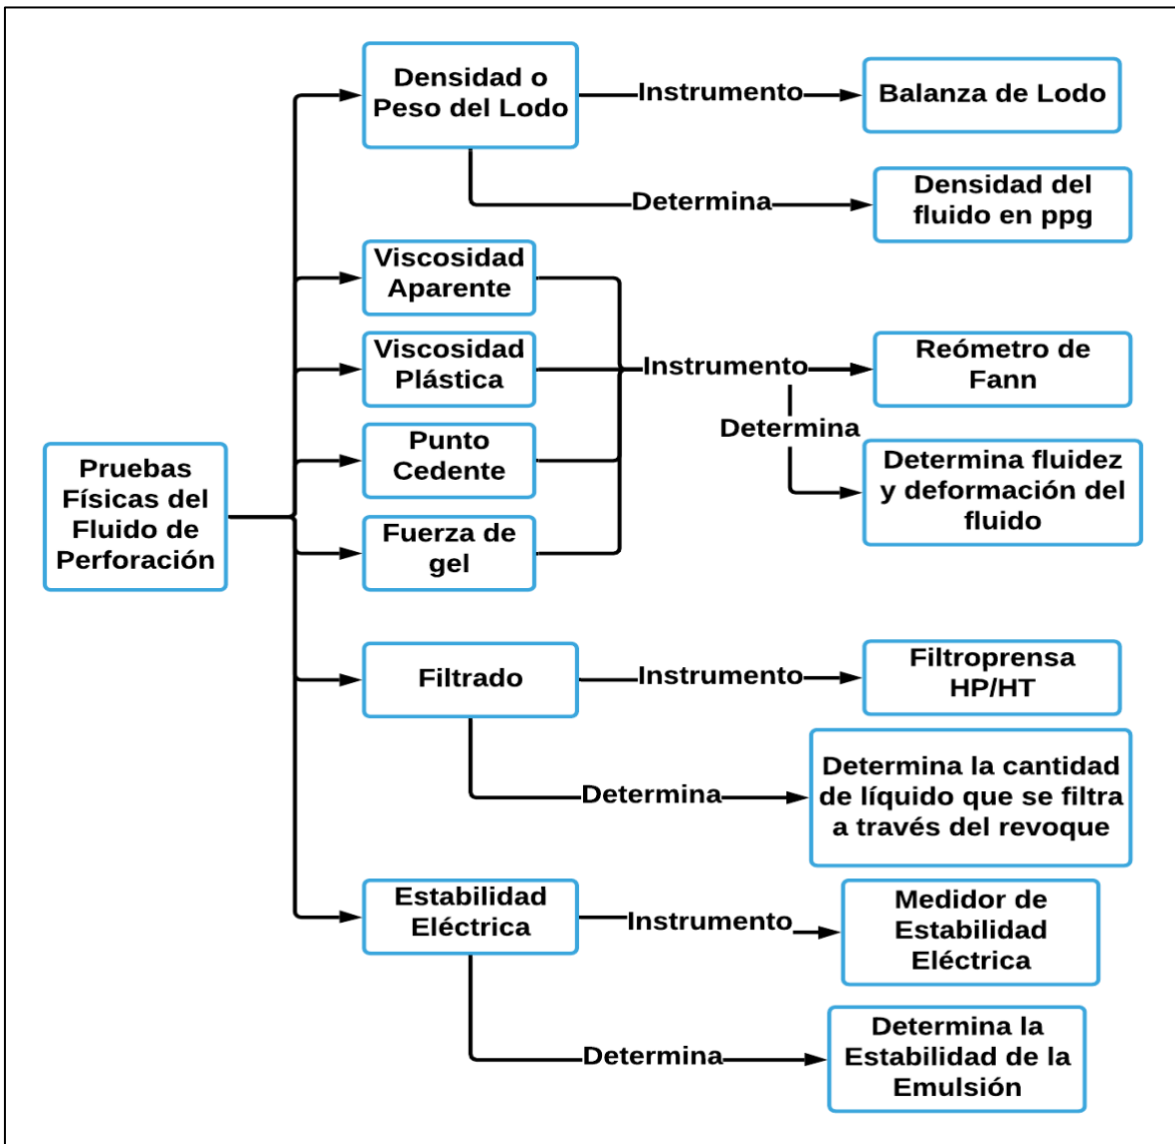 Densidad o
Peso del Lodo
Instrumento
Balanza de Lodo
Determina
Densidad del
fluido en ppg
Viscosidad
Aparente
Viscosidad
Plástica
Instrumento
Reómetro de
Fann
Determina
Punto
Cedente
Determina fluidez
y deformación del
fluido
Pruebas
Físicas del
Fluido de
Perforación
Fuerza de
gel
Filtrado
Instrumento
Filtroprensa
HP/HT
Determina
Determina la cantidad
de líquido que se filtra
a través del revoque
Estabilidad
Eléctrica
Instrumento
Medidor de
Estabilidad
Eléctrica
Determina
Determina la
Estabilidad de la
Emulsión